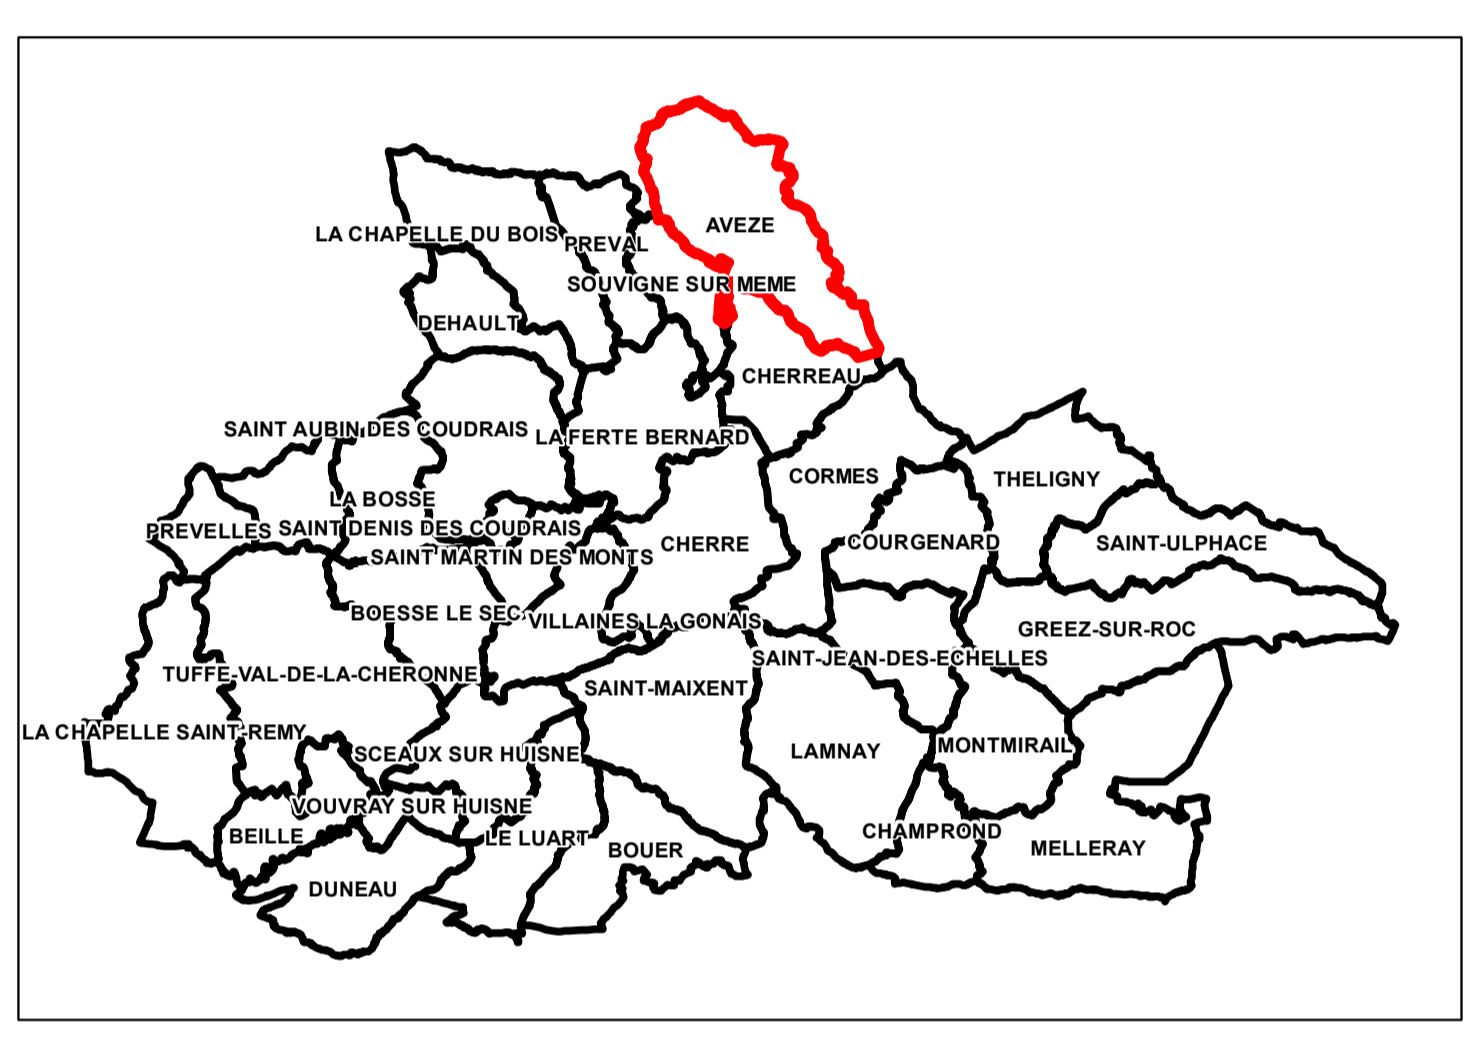 AVEZE
LA CHAPELLE DU BOIS
PREVAL
SOUVIGNE SUR MEME
DEHAULT
CHERREAU
SAINT AUBIN DES COUDRAIS
LA FERTE BERNARD
CORMES
THELIGNY
LA BOSSE
PREVELLES
SAINT DENIS DES COUDRAIS
CHERRE
COURGENARD
SAINT-ULPHACE
SAINT MARTIN DES MONTS
BOESSE LE SEC
VILLAINES LA GONAIS
GREEZ-SUR-ROC
SAINT-JEAN-DES-ECHELLES
TUFFE-VAL-DE-LA-CHERONNE
SAINT-MAIXENT
LA CHAPELLE SAINT-REMY
SCEAUX SUR HUISNE
LAMNAY
MONTMIRAIL
VOUVRAY SUR HUISNE
BEILLE
LE LUART
BOUER
CHAMPROND
MELLERAY
DUNEAU